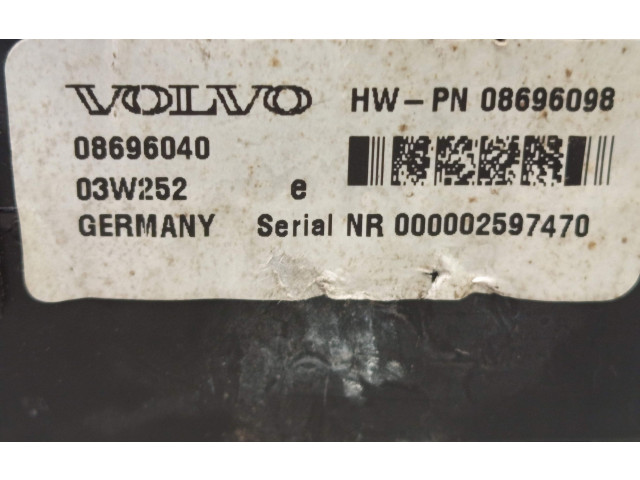 VOLVO HW-PN 08696098
08696040
03W252 e
GERMANY Serial NR 000002597470